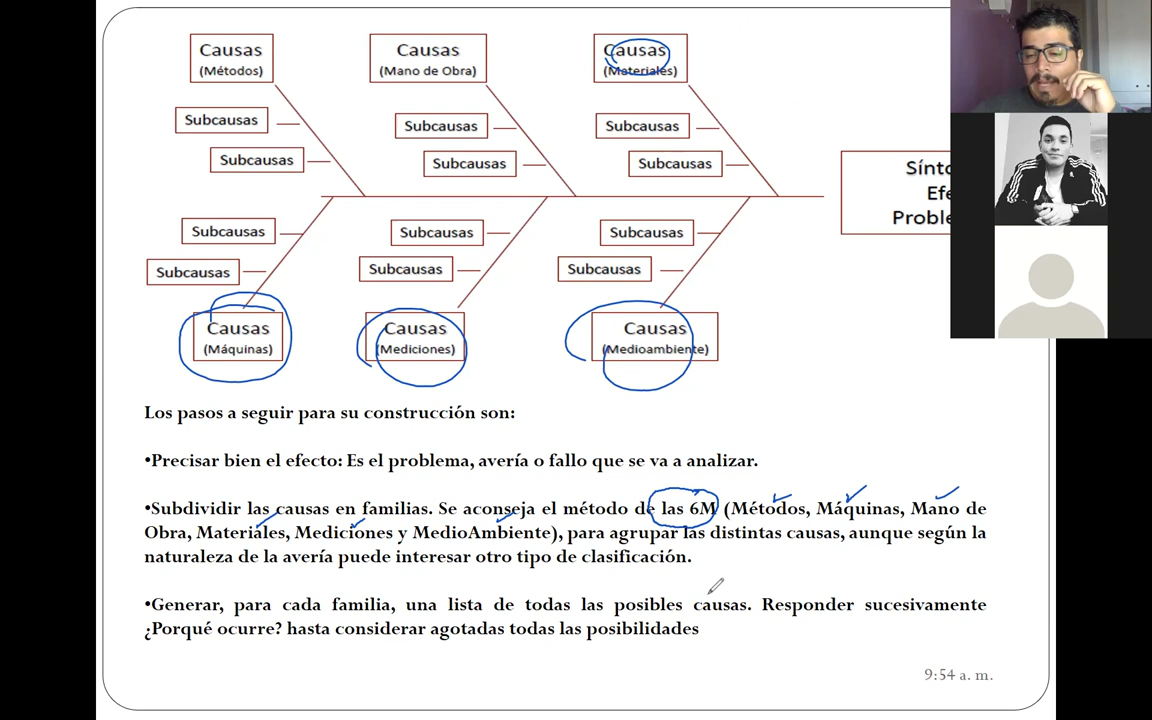 Causas
(Métodos)
Causas
(Mano de Obra)
Causas
(Materiales)
Subcausas
Subcausas
Subcausas
Subcausas
Subcausas
Subcausas
Subcausas
Subcausas
Subcausas
Subcausas
Subcausas
Subcausas
Causas
(Máquinas)
Causas
(Mediciones)
Causas
(Medioambiente)
Los pasos a seguir para su construcción son:
•Precisar bien el efecto: Es el problema, avería o fallo que se va a analizar.
•Subdividir las causas en familias. Se aconseja el método de las 6M (Métodos, Máquinas, Mano de
Obra, Materiales, Mediciones y MedioAmbiente), para agrupar las distintas causas, aunque según la
naturaleza de la avería puede interesar otro tipo de clasificación.
•Generar, para cada familia, una lista de todas las posibles causas. Responder sucesivamente
¿Porqué ocurre? hasta considerar agotadas todas las posibilidades
9:54 a. m.